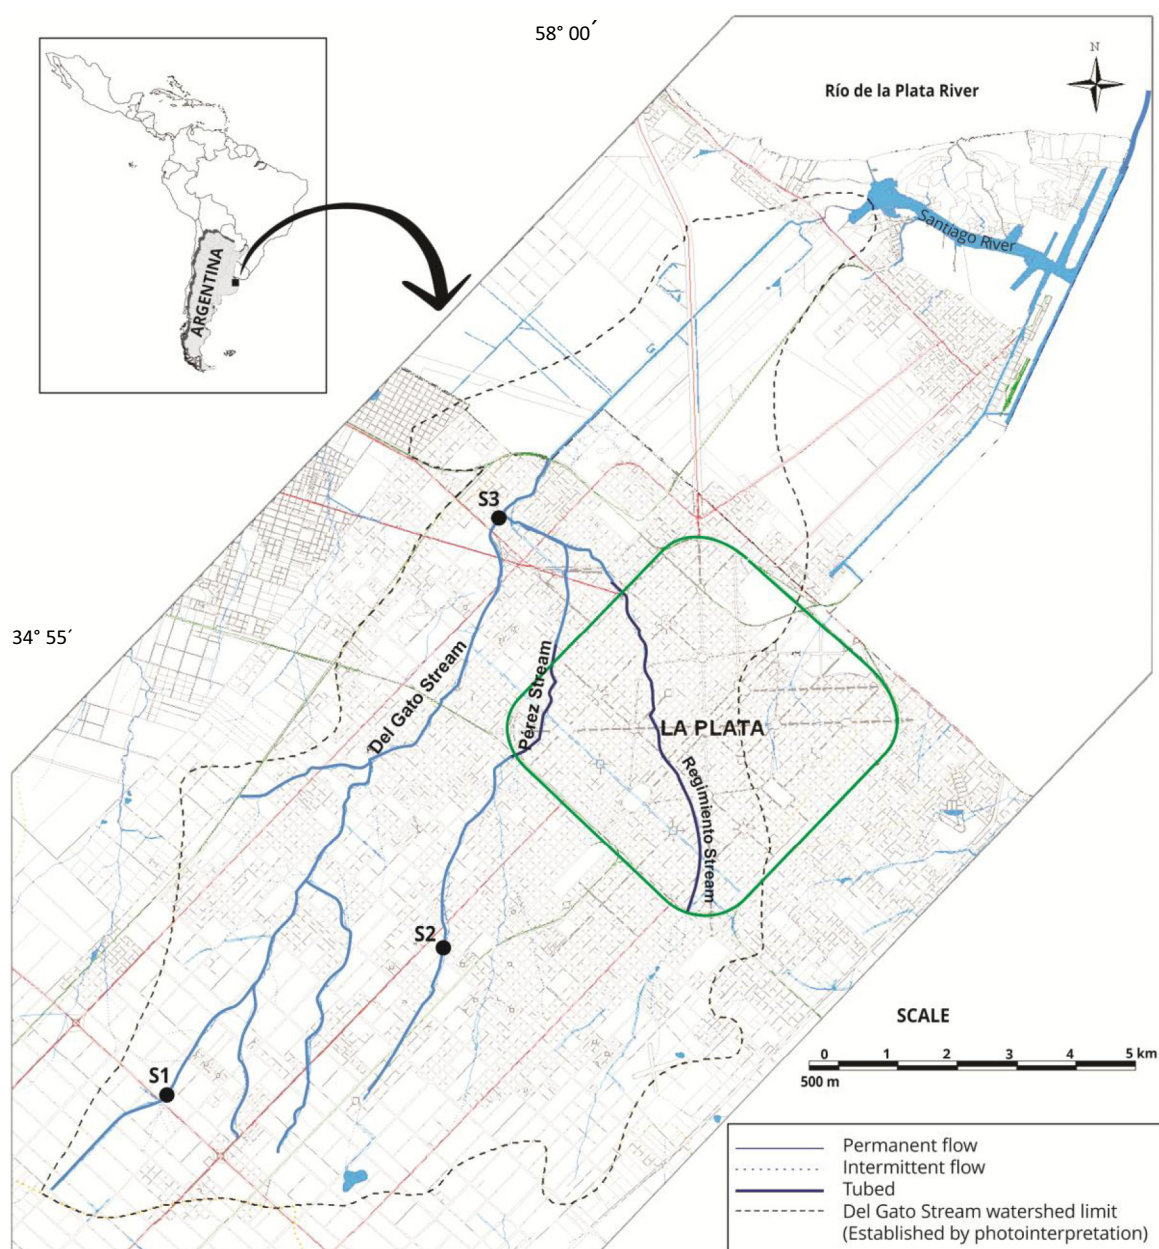 58° 00´
N
Río de la Plata River
Santiago River
ARGENTINA
S3
34° 55´
Del Gato Stream
Pérez Stream
LA PLATA
Regimiento Stream
S2
S1
SCALE
0 1 2 3 4 5 km
500 m
Permanent flow
Intermittent flow
Tubed
Del Gato Stream watershed limit
(Established by photointerpretation)